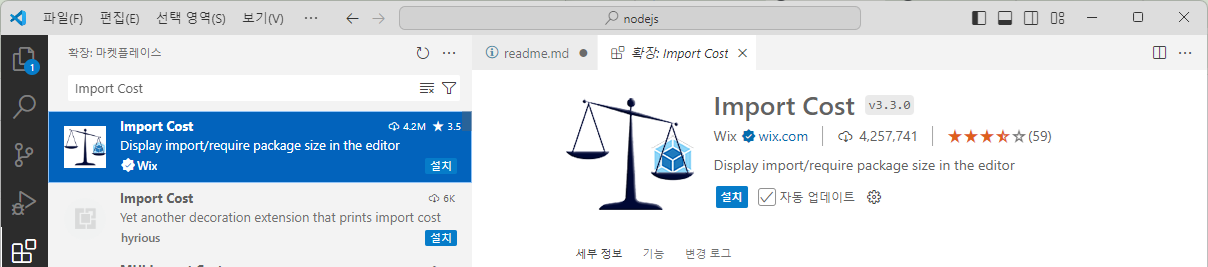 파일(F) 편집(E) 선택 영역(S) 보기(V) ··· nodejs
확장: 마켓플레이스
readme.md 확장: Import Cost
1
Import Cost
Import Cost 4.2M 3.5
Display import/require package size in the editor
Wix 설치
Import Cost 6K
Yet another decoration extension that prints import cost
hyrious 설치
Import Cost v3.3.0
Wix wix.com 4,257,741 (59)
Display import/require package size in the editor
설치 자동 업데이트
세부 정보 기능 변경 로그